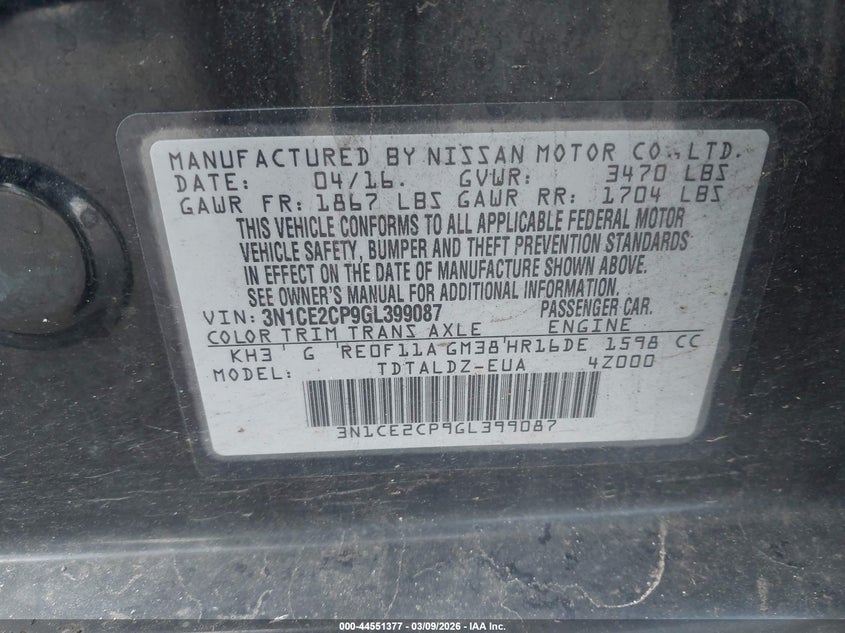 MANUFACTURED BY NISSAN MOTOR CO., LTD.
DATE: 04/16. GVWR: 3470 LBS
GAWR FR: 1867 LBS GAWR RR: 1704 LBS
THIS VEHICLE CONFORMS TO ALL APPLICABLE FEDERAL MOTOR
VEHICLE SAFETY, BUMPER AND THEFT PREVENTION STANDARDS
IN EFFECT ON THE DATE OF MANUFACTURE SHOWN ABOVE.
SEE OWNER'S MANUAL FOR ADDITIONAL INFORMATION.
VIN: 3N1CE2CP9GL399087 PASSENGER CAR.
COLOR TRIM TRANS AXLE ENGINE
KH3 G RE0F11A GM38 HR16DE 1598 CC
MODEL: TDTALDZ-EUA 4Z000
3N1CE2CP9GL399087
000-44551377 | 03/09/2026 - IAA Inc.